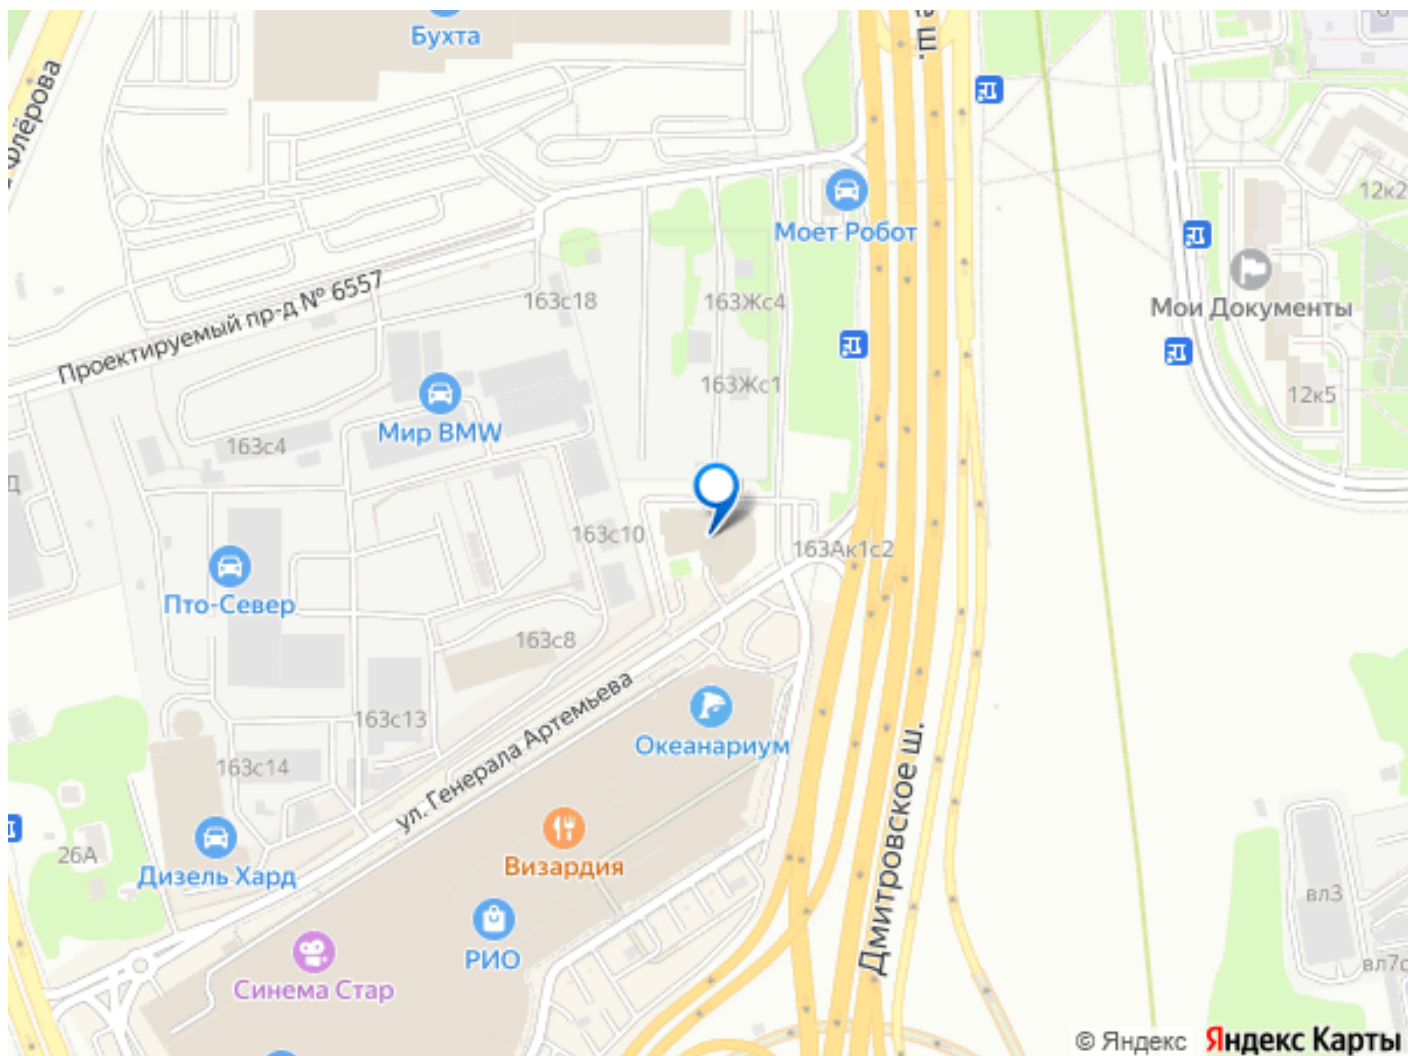 Бухта
Флёрова
ш.
12к2
Моет Робот
Мои Документы
163с18
163Жс4
Проектируемый пр-д № 6557
163Жс1
12к5
Мир BMW
163с4
Д
163с10
163Ак1с2
Пто-Север
163с8
ул. Генерала Артемьева
163с13
Океанариум
163с14
Дмитровское ш.
26А
Визардия
Дизель Хард
вл3
РИО
вл7с
Синема Стар
© Яндекс Яндекс Карты